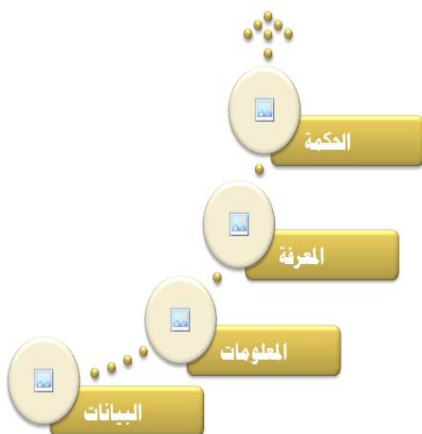 الحكمة
المعرفة
المعلومات
البيانات